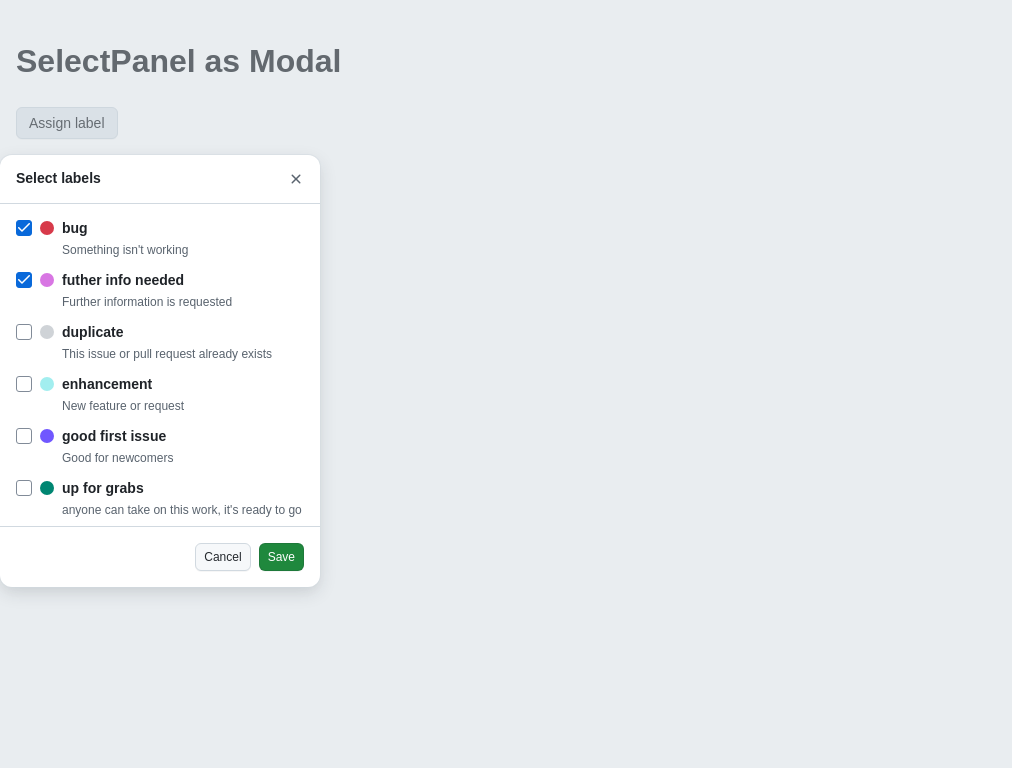 SelectPanel as Modal
Assign label
Select labels
bug
Something isn't working
futher info needed
Further information is requested
duplicate
This issue or pull request already exists
enhancement
New feature or request
good first issue
Good for newcomers
up for grabs
anyone can take on this work, it's ready to go
Cancel Save